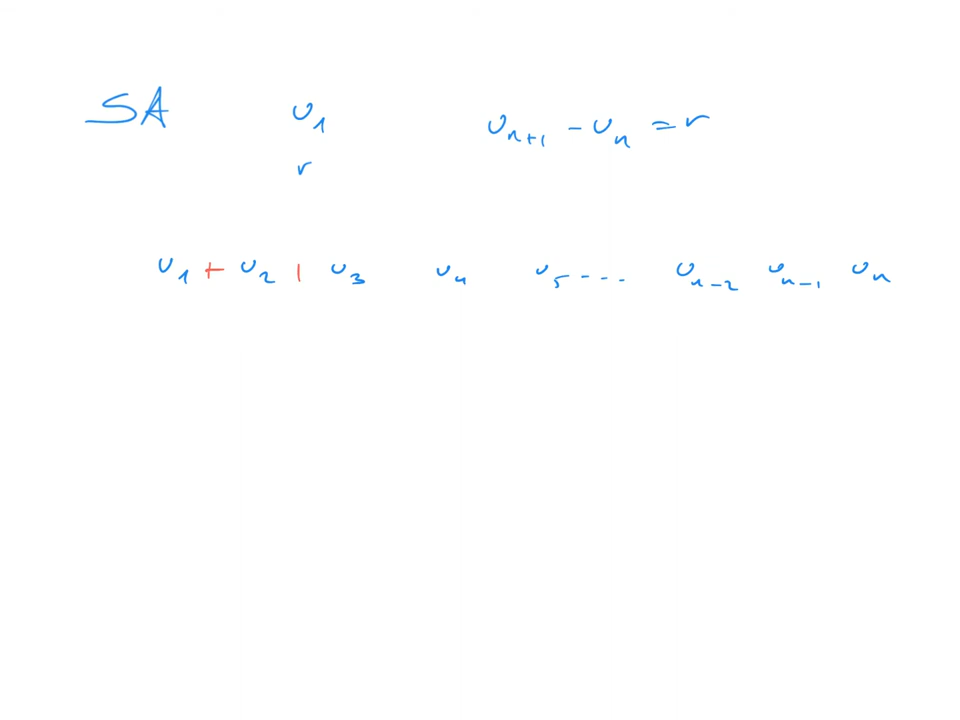 SA u₁ uₙ₊₁ - uₙ = r
r
u₁ + u₂ | u₃ u₄ u₅ .... uₙ₋₂ uₙ₋₁ uₙ